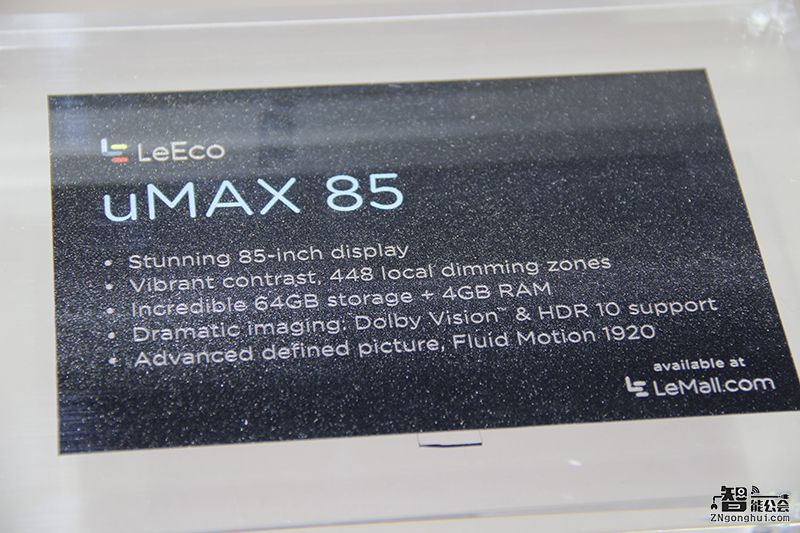 LeEco
uMAX 85
• Stunning 85-inch display
• Vibrant contrast, 448 local dimming zones
• Incredible 64GB storage + 4GB RAM
• Dramatic imaging: Dolby Vision™ & HDR 10 support
• Advanced defined picture, Fluid Motion 1920
available at
LeMall.com
智能公会
ZNgonghui.com